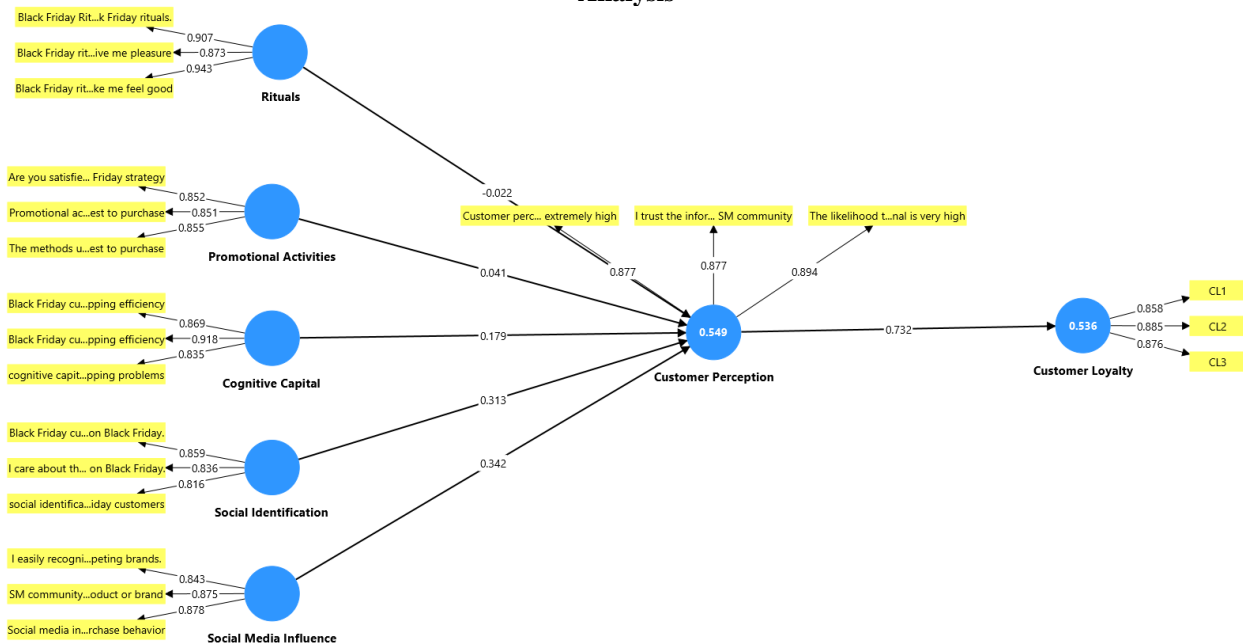 Analysis
Black Friday Rit...k Friday rituals.
0.907
Black Friday rit...ive me pleasure
0.873
0.943
Black Friday rit...ke me feel good
Rituals
Are you satisfie... Friday strategy
0.852
Promotional ac...est to purchase
0.851
0.855
The methods u...est to purchase
Promotional Activities
-0.022
Customer perc... extremely high
I trust the infor... SM community
The likelihood t...nal is very high
0.877
0.877
0.894
0.041
Black Friday cu...pping efficiency
0.869
Black Friday cu...pping efficiency
0.918
0.835
cognitive capit...pping problems
Cognitive Capital
0.179
0.549
Customer Perception
0.732
0.536
Customer Loyalty
0.858
CL1
0.885
CL2
0.876
CL3
Black Friday cu...on Black Friday.
0.859
I care about th... on Black Friday.
0.836
0.816
social identifica...iday customers
Social Identification
0.313
0.342
I easily recogni...peting brands.
0.843
SM community...oduct or brand
0.875
0.878
Social media in...rchase behavior
Social Media Influence